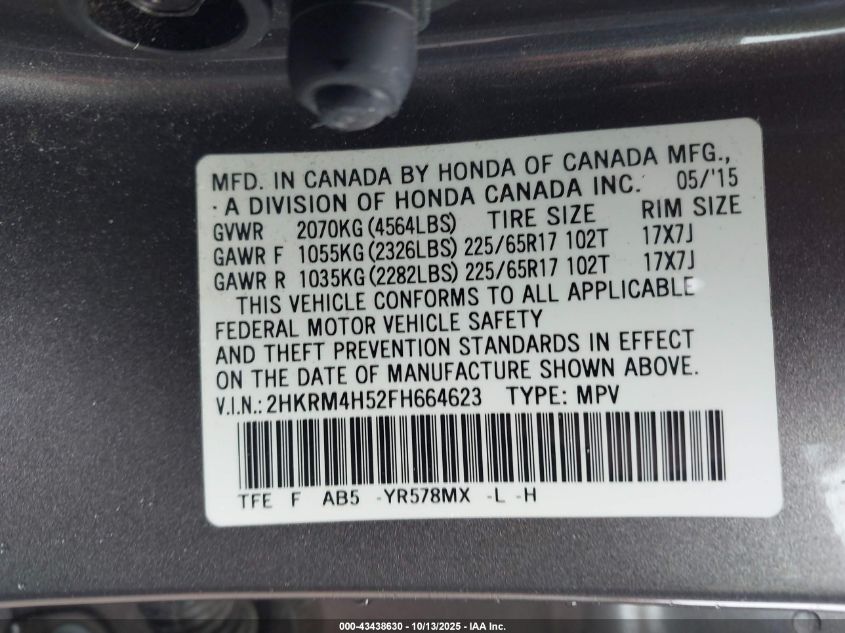 MFD. IN CANADA BY HONDA OF CANADA MFG.,
· A DIVISION OF HONDA CANADA INC. 05/'15
GVWR 2070KG (4564LBS) TIRE SIZE RIM SIZE
GAWR F 1055KG (2326LBS) 225/65R17 102T 17X7J
GAWR R 1035KG (2282LBS) 225/65R17 102T 17X7J
THIS VEHICLE CONFORMS TO ALL APPLICABLE
FEDERAL MOTOR VEHICLE SAFETY
AND THEFT PREVENTION STANDARDS IN EFFECT
ON THE DATE OF MANUFACTURE SHOWN ABOVE.
V.I.N.: 2HKRM4H52FH664623 TYPE: MPV
TFE F AB5 -YR578MX -L -H
000-43438630 - 10/13/2025 - IAA Inc.